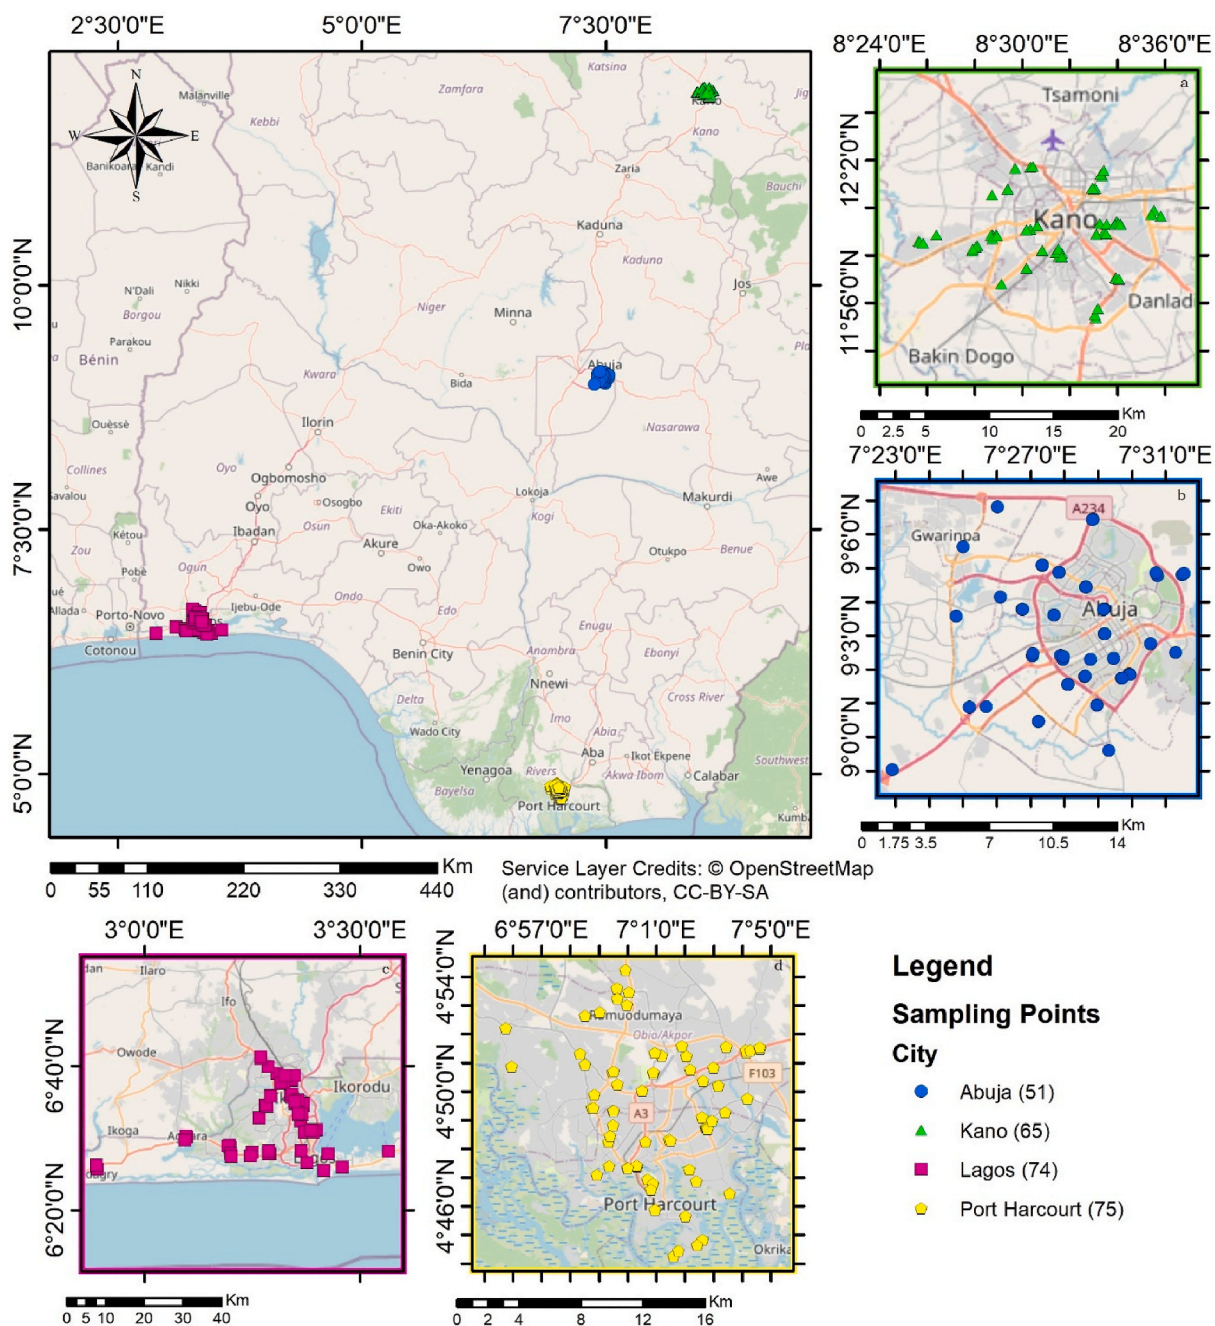 2°30'0"E 5°0'0"E 7°30'0"E
10°0'0"N
7°30'0"N
5°0'0"N
N
W E
S
Malanville
Zamfara
Katsina
Kebbi
Kano
Kano
Banikoara Kandi
Zaria
Bauchi
Kaduna
Kaduna
N'Dali
Nikki
Borgou
Jos
Niger
Minna
Parakou
Bénin
Abuja
Kwara
Bida
Ouèssè
Ilorin
Nasarawa
Collines
Oyo
Ogbomosho
Awe
Savalou
Oyo
Osogbo
Lokoja
Makurdi
Ekiti
Kogi
Kétou
Ibadan
Osun
Oka-Akoko
Zou
Akure
Otukpo
Benue
Pobè
Ogun
Owo
Allada
Porto-Novo
Ijebu-Ode
Ondo
Edo
Enugu
Cotonou
Benin City
Anambra
Ebonyi
Nnewi
Delta
Cross River
Imo
Abia
Wado City
Aba
Ikot Ekpene
Yenagoa
Rivers
Akwa Ibom
Calabar
Southwest
Bayelsa
Port Harcourt
Kumba
0 55 110 220 330 440 Km
Service Layer Credits: © OpenStreetMap
(and) contributors, CC-BY-SA
8°24'0"E 8°30'0"E 8°36'0"E
12°2'0"N
11°56'0"N
a
Tsamoni
Kano
Danlad
Bakin Dogo
0 2.5 5 10 15 20 Km
7°23'0"E 7°27'0"E 7°31'0"E
9°6'0"N
9°3'0"N
9°0'0"N
b
A234
Gwarinpa
Abuja
0 1.75 3.5 7 10.5 14 Km
3°0'0"E 3°30'0"E
6°40'0"N
6°20'0"N
c
Ilaro
Ifo
Owode
Ikorodu
Ikoga
Lagos
0 5 10 20 30 40 Km
6°57'0"E 7°1'0"E 7°5'0"E
4°54'0"N
4°50'0"N
4°46'0"N
d
Rumuodumaya
Obio/Akpor
F103
A3
Port Harcourt
Okrika
0 2 4 8 12 16 Km
Legend
Sampling Points
City
Abuja (51)
Kano (65)
Lagos (74)
Port Harcourt (75)